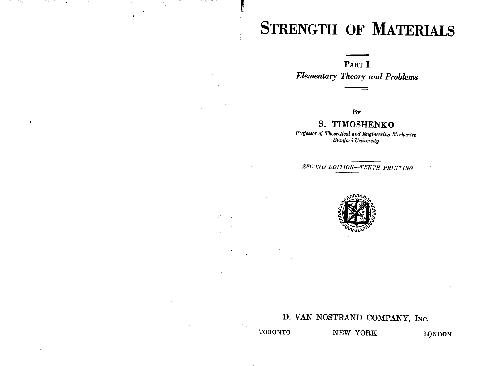 STRENGTH OF MATERIALS
PART I
Elementary Theory and Problems
BY
S. TIMOSHENKO
Professor of Theoretical and Engineering Mechanics
Stanford University
SECOND EDITION—TENTH PRINTING
D. VAN NOSTRAND COMPANY, INC.
TORONTO NEW YORK LONDON